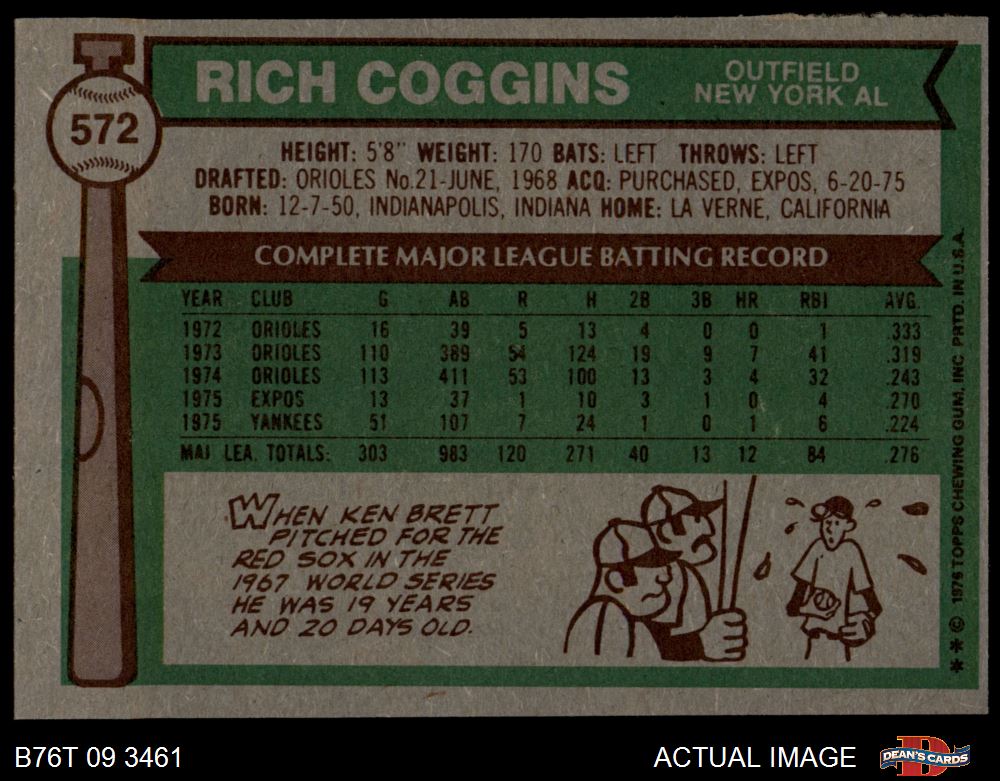 572
RICH COGGINS
OUTFIELD
NEW YORK AL
HEIGHT: 5'8" WEIGHT: 170 BATS: LEFT THROWS: LEFT
DRAFTED: ORIOLES No.21-JUNE, 1968 ACQ: PURCHASED, EXPOS, 6-20-75
BORN: 12-7-50, INDIANAPOLIS, INDIANA HOME: LA VERNE, CALIFORNIA
COMPLETE MAJOR LEAGUE BATTING RECORD
YEAR CLUB G AB R H 2B 3B HR RBI AVG.
1972 ORIOLES 16 39 5 13 4 0 0 1 .333
1973 ORIOLES 110 389 54 124 19 9 7 41 .319
1974 ORIOLES 113 411 53 100 13 3 4 32 .243
1975 EXPOS 13 37 1 10 3 1 0 4 .270
1975 YANKEES 51 107 7 24 1 0 1 6 .224
MAJ LEA. TOTALS: 303 983 120 271 40 13 12 84 .276
WHEN KEN BRETT
PITCHED FOR THE
RED SOX IN THE
1967 WORLD SERIES
HE WAS 19 YEARS
AND 20 DAYS OLD.
** © 1976 TOPPS CHEWING GUM, INC. PRTD. IN U.S.A.
B76T 09 3461
ACTUAL IMAGE
D
DEAN'S CARDS